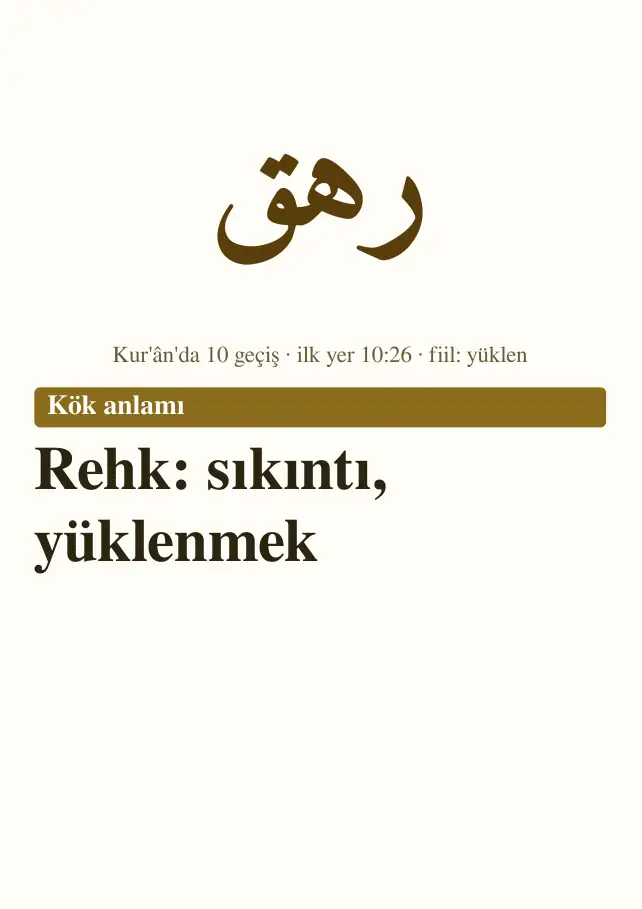 رهق
Kur'ân'da 10 geçiş · ilk yer 10:26 · fiil: yüklen
Kök anlamı
Rehk: sıkıntı,
yüklenmek